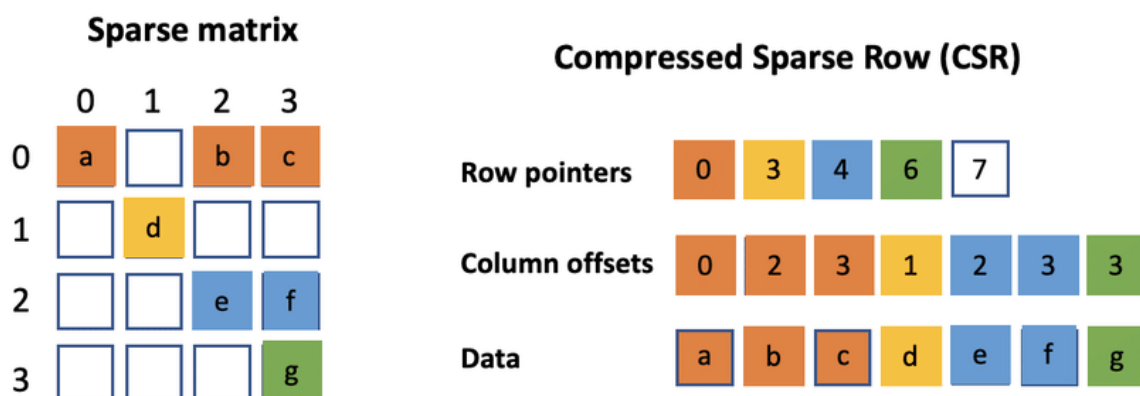 Sparse matrix
0 1 2 3
0 a b c
1 d
2 e f
3 g
Compressed Sparse Row (CSR)
Row pointers 0 3 4 6 7
Column offsets 0 2 3 1 2 3 3
Data a b c d e f g